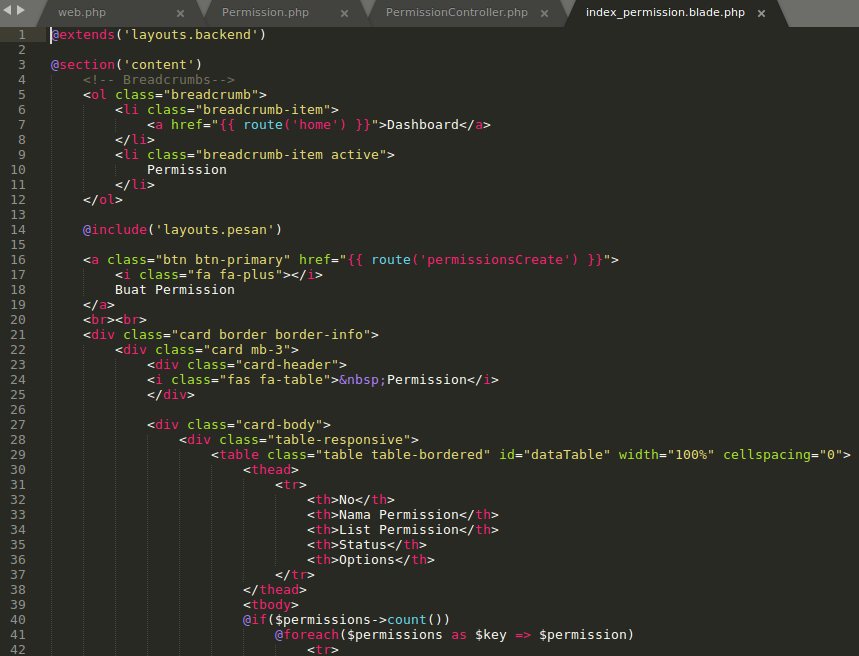 web.php × Permission.php × PermissionController.php × index_permission.blade.php ×
1 @extends('layouts.backend')
2
3 @section('content')
4 <!-- Breadcrumbs-->
5 <ol class="breadcrumb">
6 <li class="breadcrumb-item">
7 <a href="{{ route('home') }}">Dashboard</a>
8 </li>
9 <li class="breadcrumb-item active">
10 Permission
11 </li>
12 </ol>
13
14 @include('layouts.pesan')
15
16 <a class="btn btn-primary" href="{{ route('permissionsCreate') }}">
17 <i class="fa fa-plus"></i>
18 Buat Permission
19 </a>
20 <br><br>
21 <div class="card border border-info">
22 <div class="card mb-3">
23 <div class="card-header">
24 <i class="fas fa-table">&nbsp;Permission</i>
25 </div>
26
27 <div class="card-body">
28 <div class="table-responsive">
29 <table class="table table-bordered" id="dataTable" width="100%" cellspacing="0">
30 <thead>
31 <tr>
32 <th>No</th>
33 <th>Nama Permission</th>
34 <th>List Permission</th>
35 <th>Status</th>
36 <th>Options</th>
37 </tr>
38 </thead>
39 <tbody>
40 @if($permissions->count())
41 @foreach($permissions as $key => $permission)
42 <tr>